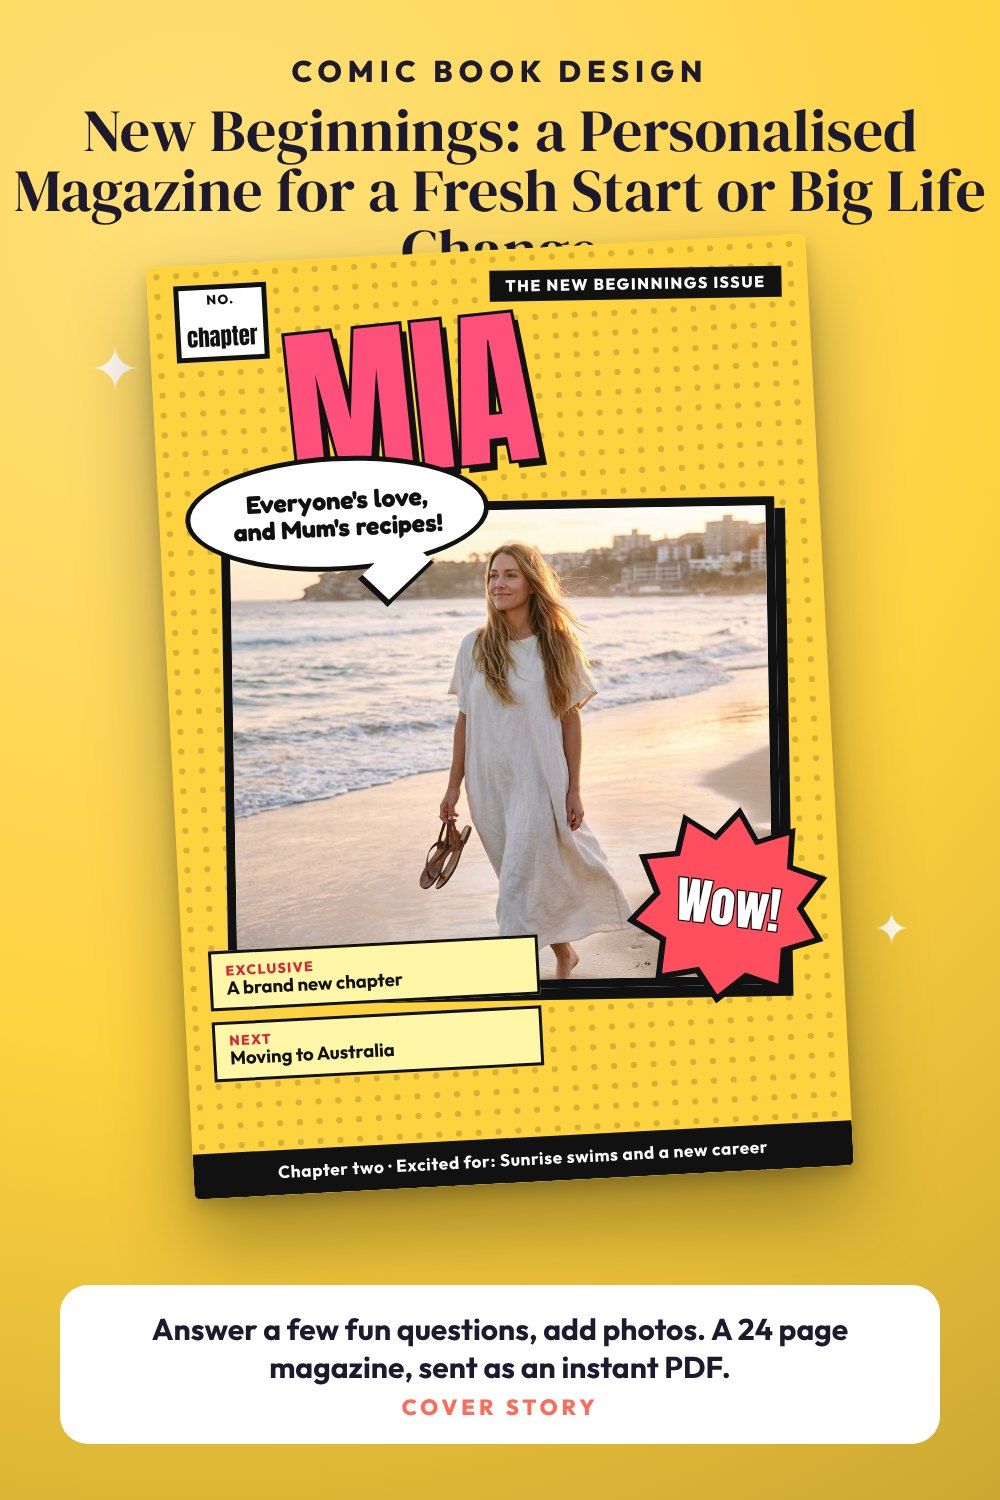 COMIC BOOK DESIGN
New Beginnings: a Personalised
Magazine for a Fresh Start or Big Life
Change
THE NEW BEGINNINGS ISSUE
NO.
chapter
MIA
Everyone's love,
and Mum's recipes!
Wow!
EXCLUSIVE
A brand new chapter
NEXT
Moving to Australia
Chapter two · Excited for: Sunrise swims and a new career
Answer a few fun questions, add photos. A 24 page
magazine, sent as an instant PDF.
COVER STORY